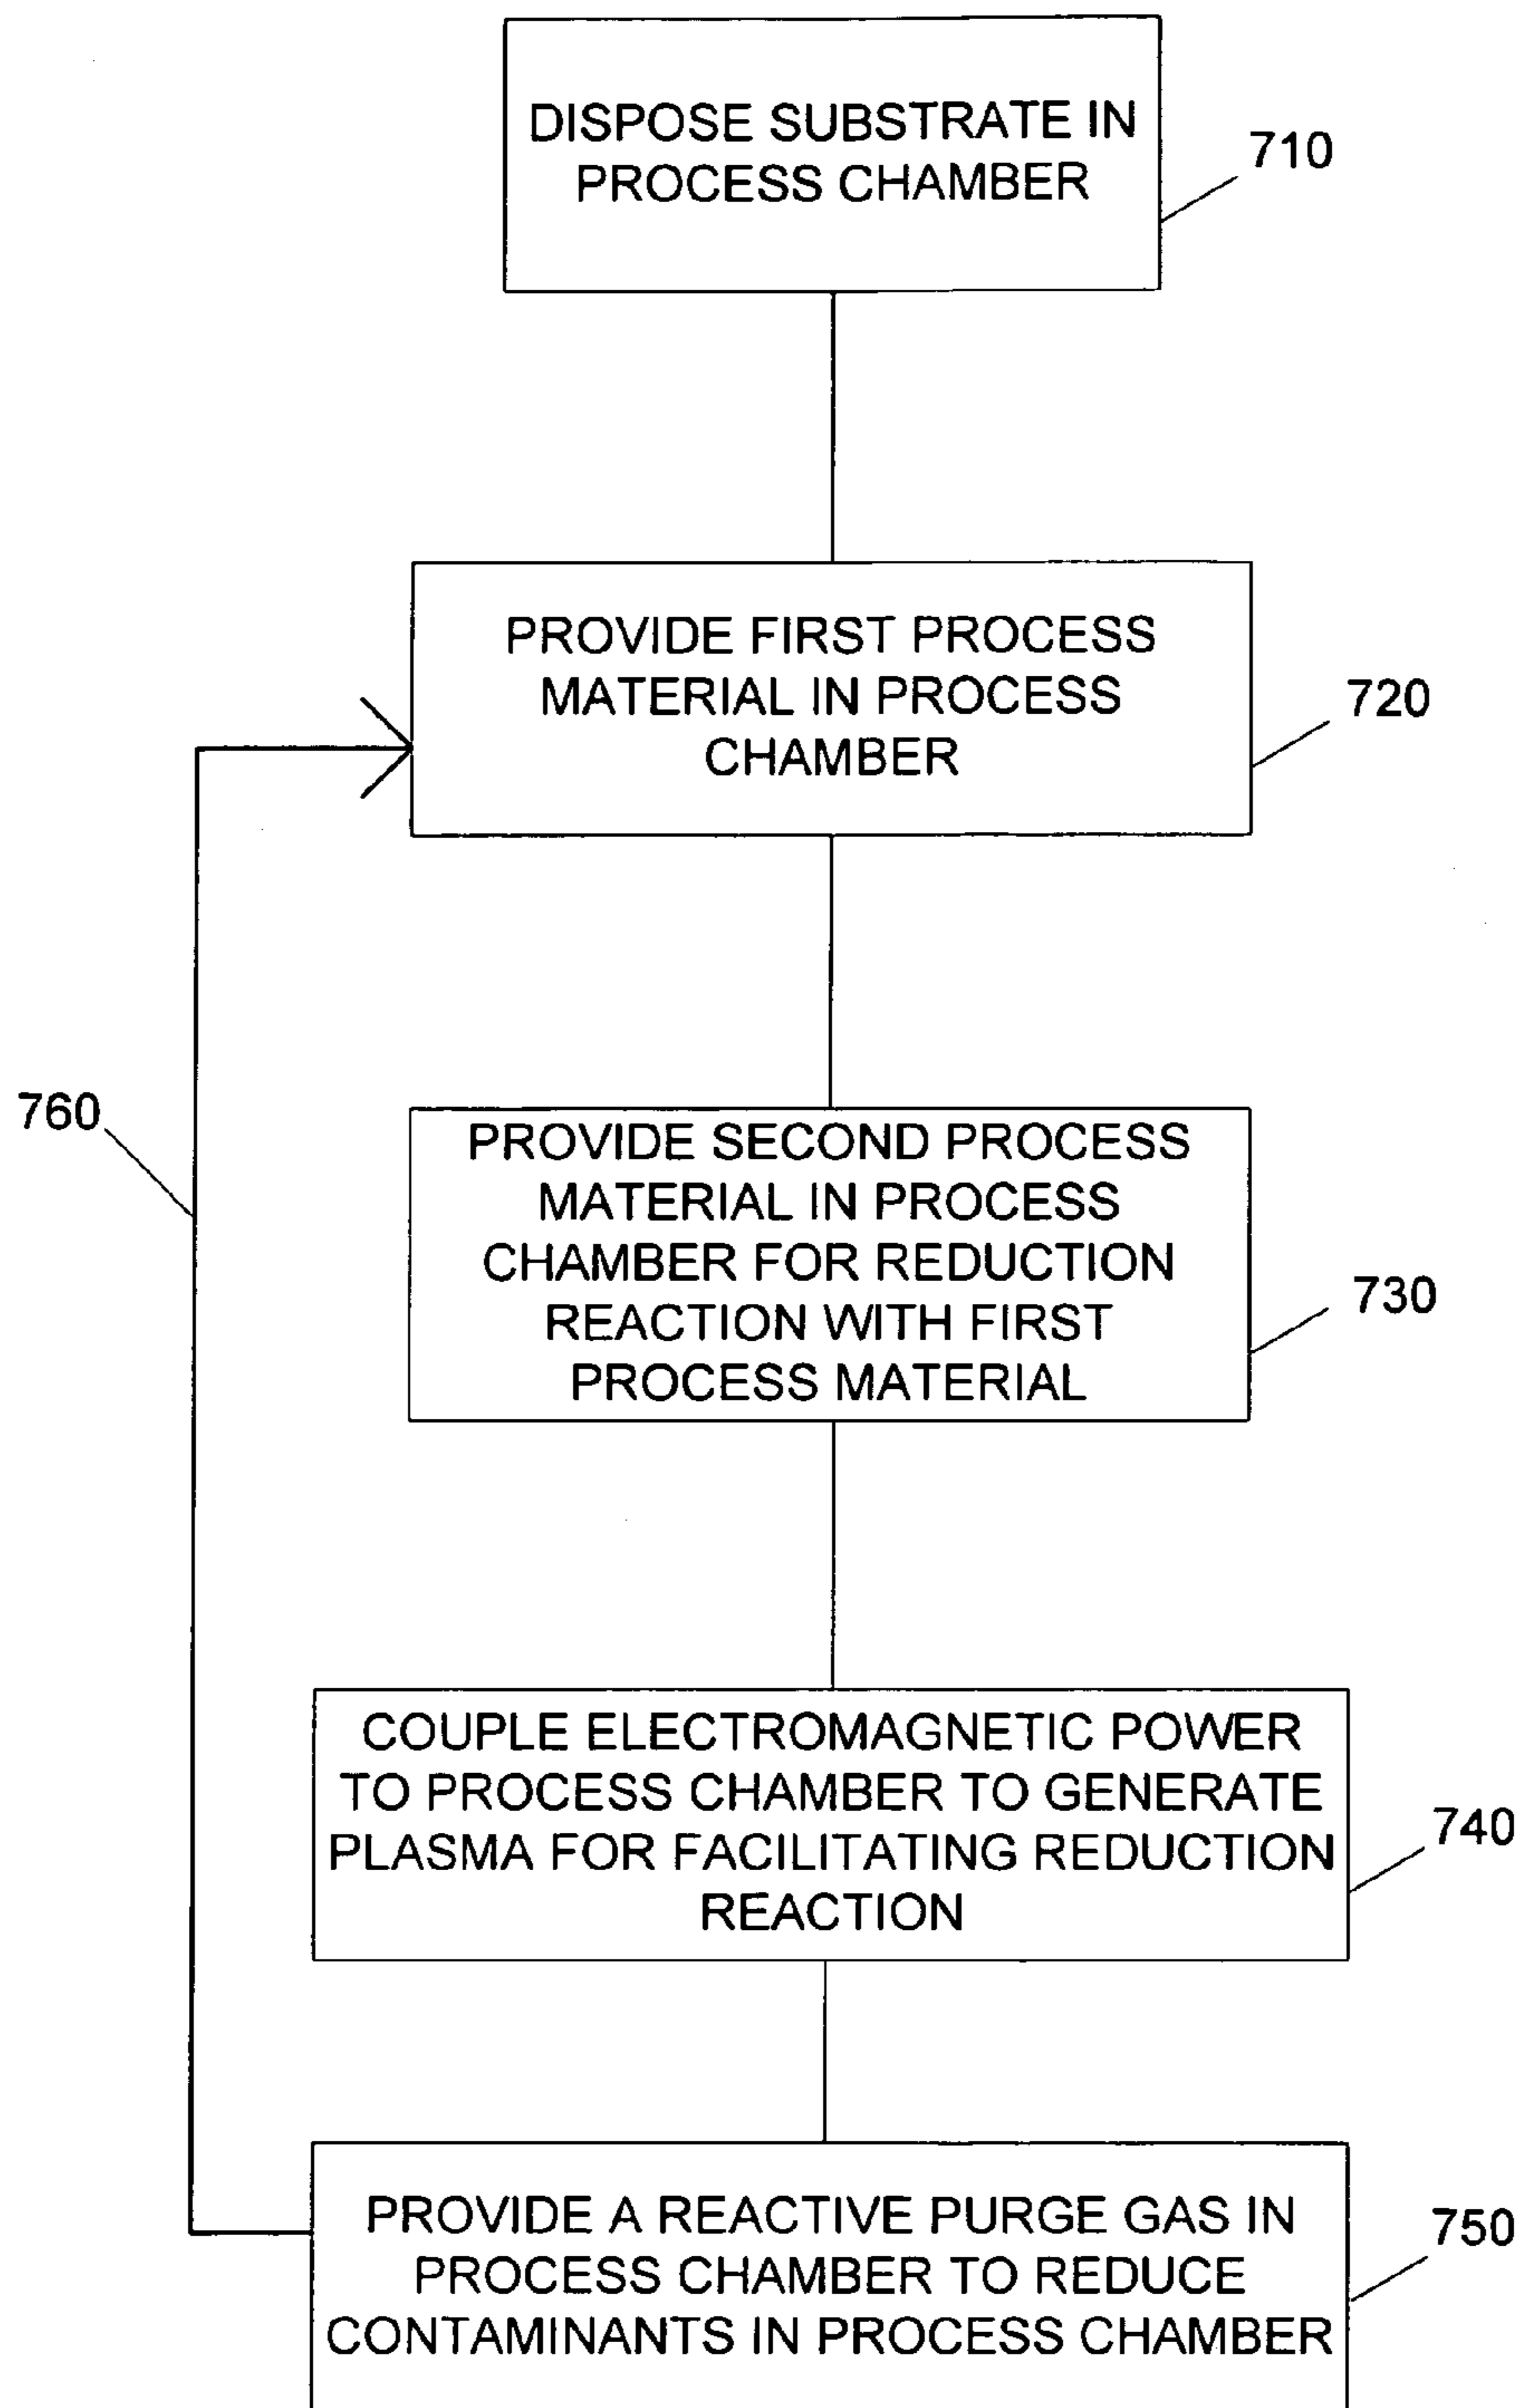 DISPOSE SUBSTRATE IN
PROCESS CHAMBER
710
PROVIDE FIRST PROCESS
MATERIAL IN PROCESS
CHAMBER
720
760
PROVIDE SECOND PROCESS
MATERIAL IN PROCESS
CHAMBER FOR REDUCTION
REACTION WITH FIRST
PROCESS MATERIAL
730
COUPLE ELECTROMAGNETIC POWER
TO PROCESS CHAMBER TO GENERATE
PLASMA FOR FACILITATING REDUCTION
REACTION
740
PROVIDE A REACTIVE PURGE GAS IN
PROCESS CHAMBER TO REDUCE
CONTAMINANTS IN PROCESS CHAMBER
750